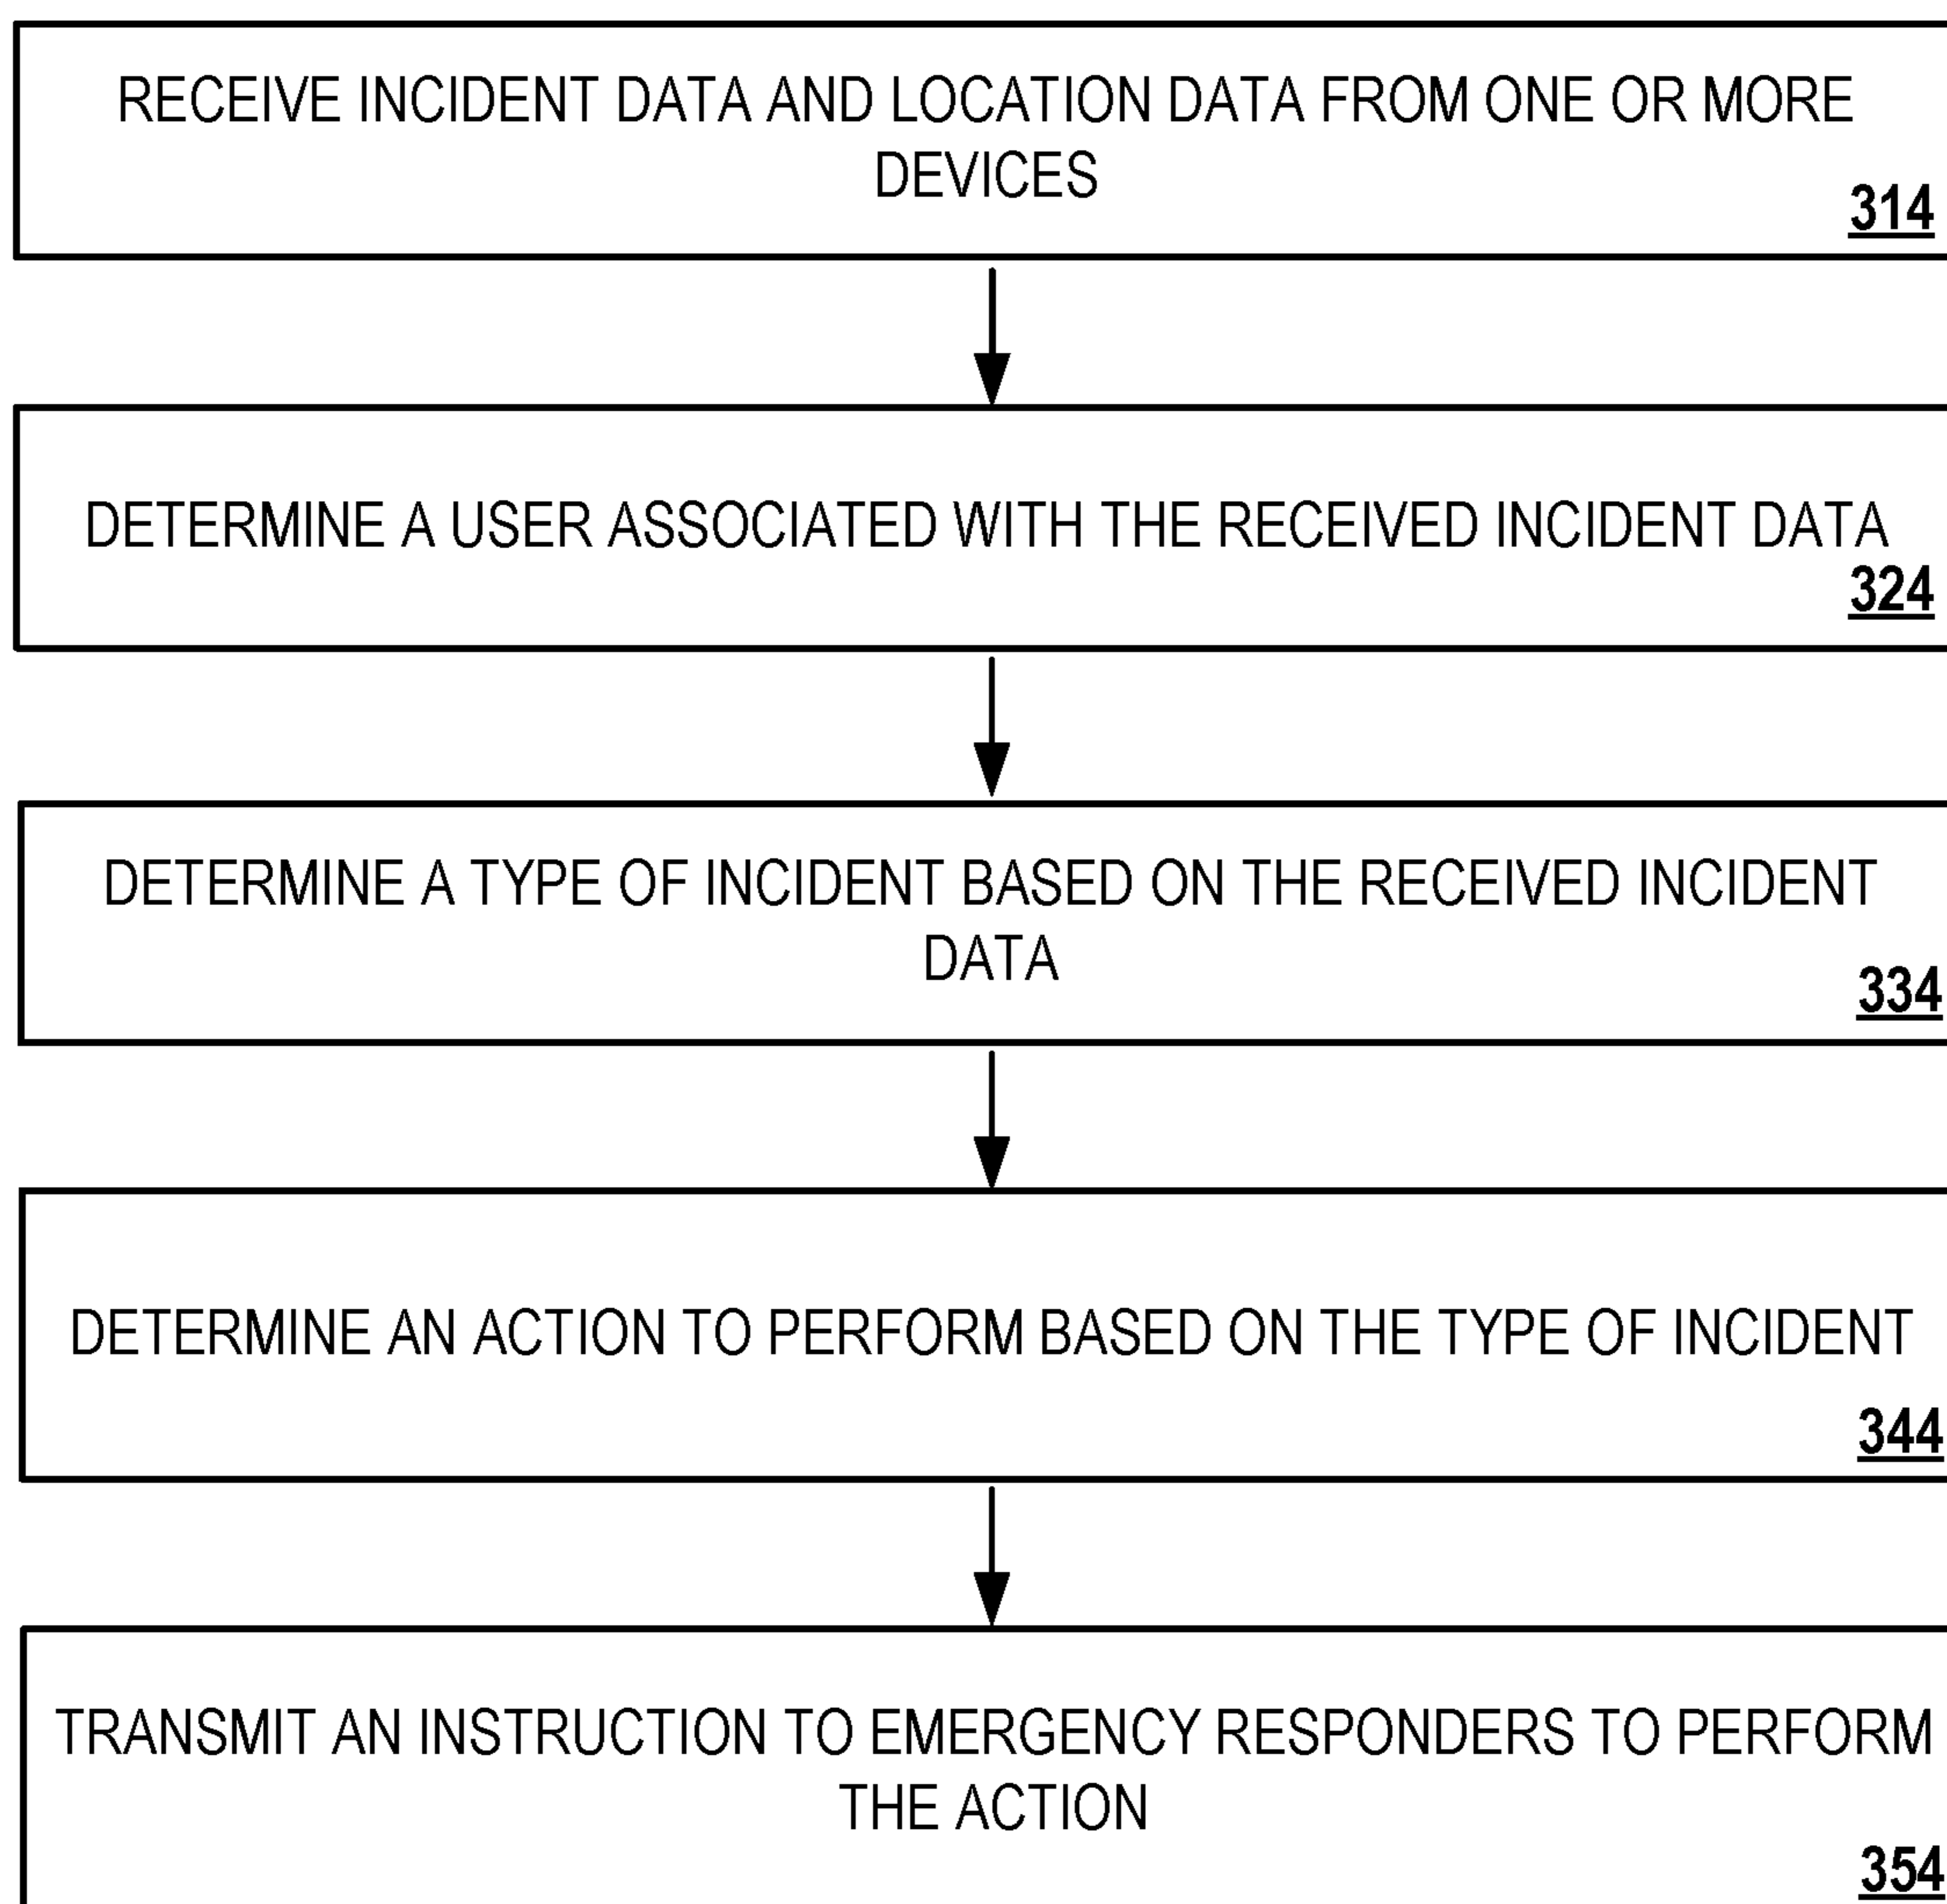 RECEIVE INCIDENT DATA AND LOCATION DATA FROM ONE OR MORE
DEVICES
314
DETERMINE A USER ASSOCIATED WITH THE RECEIVED INCIDENT DATA
324
DETERMINE A TYPE OF INCIDENT BASED ON THE RECEIVED INCIDENT
DATA
334
DETERMINE AN ACTION TO PERFORM BASED ON THE TYPE OF INCIDENT
344
TRANSMIT AN INSTRUCTION TO EMERGENCY RESPONDERS TO PERFORM
THE ACTION
354